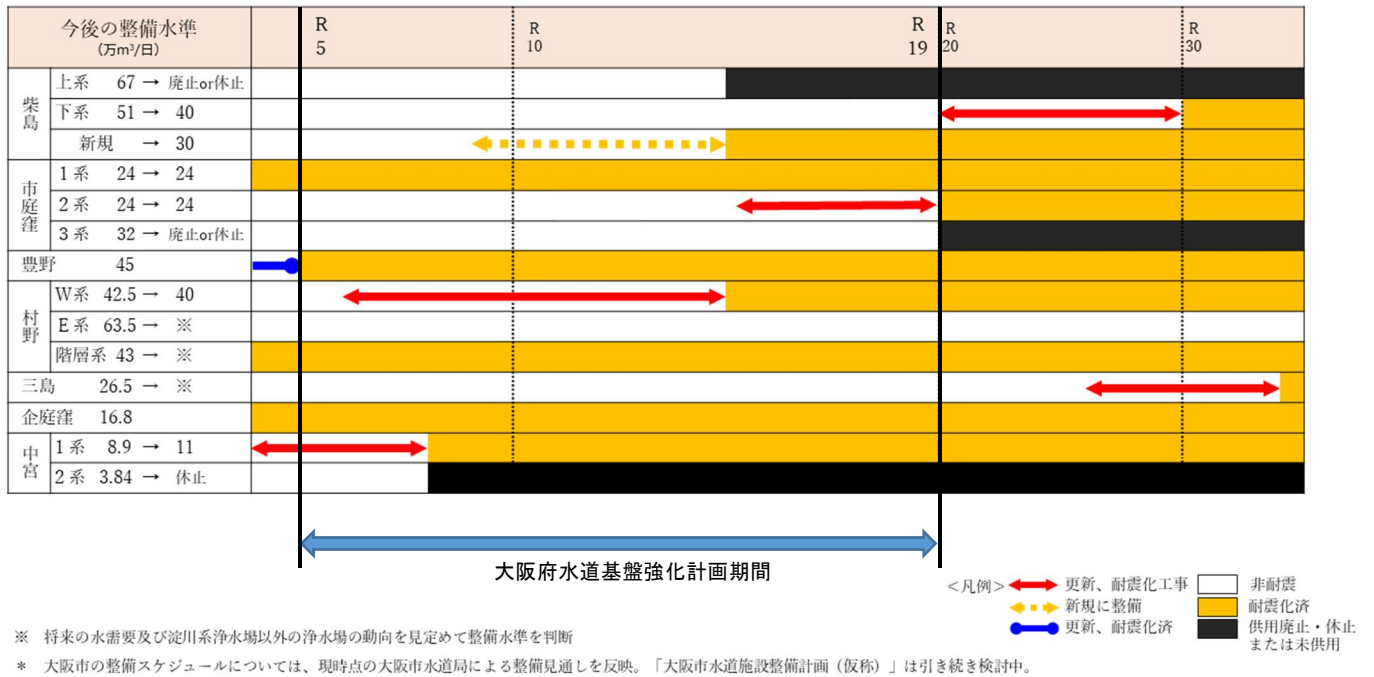 今後の整備水準
（万m³/日）
R
5
R
10
R
19
R
20
R
30
柴島
上系 67 → 廃止or休止
下系 51 → 40
新規 → 30
市庭窪
1系 24 → 24
2系 24 → 24
3系 32 → 廃止or休止
豊野 45
村野
W系 42.5 → 40
E系 63.5 → ※
階層系 43 → ※
三島 26.5 → ※
企庭窪 16.8
中宮
1系 8.9 → 11
2系 3.84 → 休止
大阪府水道基盤強化計画期間
＜凡例＞
更新、耐震化工事
非耐震
新規に整備
耐震化済
更新、耐震化済
供用廃止・休止
または未供用
※ 将来の水需要及び淀川系浄水場以外の浄水場の動向を見定めて整備水準を判断
* 大阪市の整備スケジュールについては、現時点の大阪市水道局による整備見通しを反映。「大阪市水道施設整備計画（仮称）」は引き続き検討中。